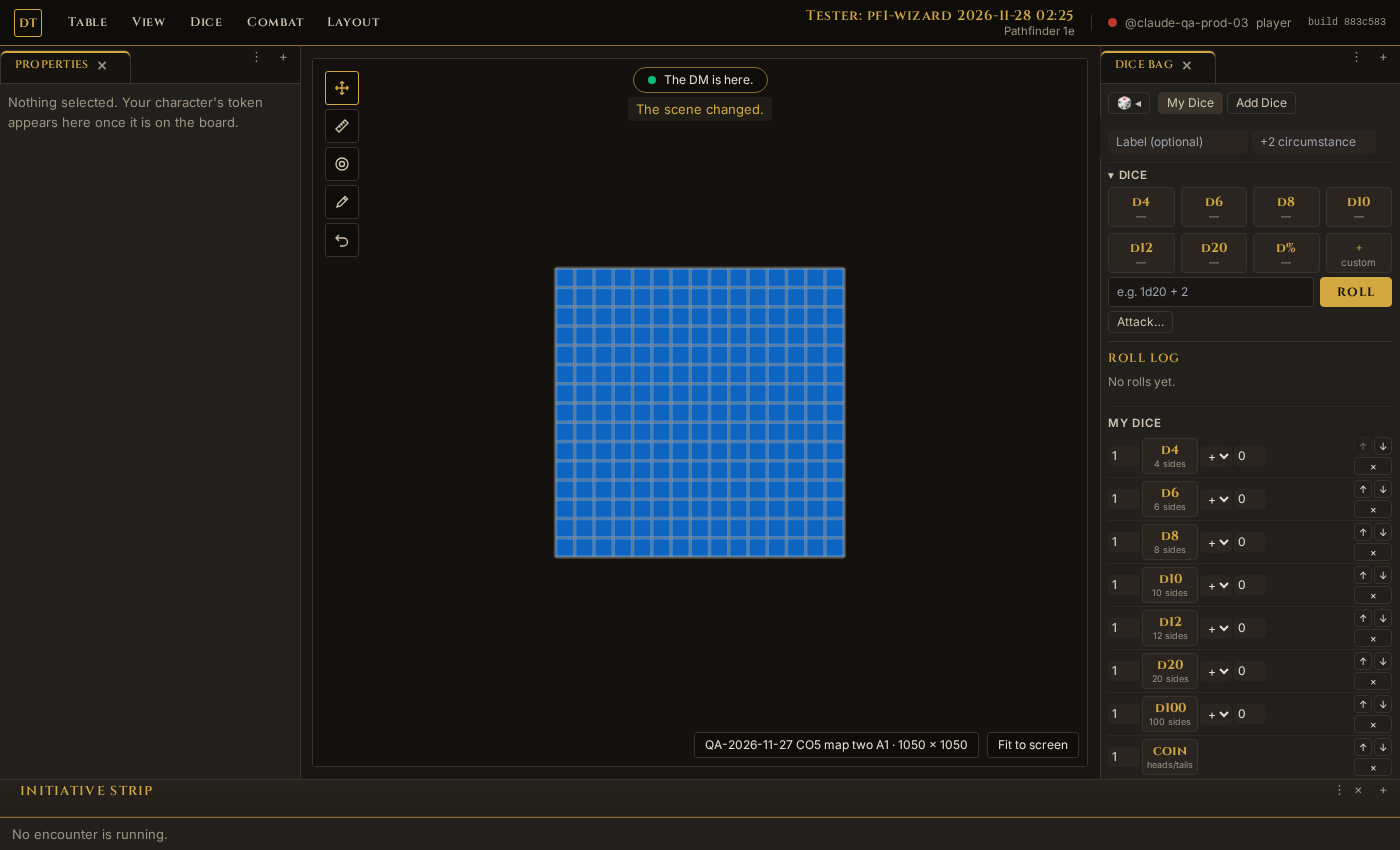 DT
TABLE
VIEW
DICE
COMBAT
LAYOUT
TESTER: PF1-WIZARD 2026-11-28 02:25
Pathfinder 1e
@claude-qa-prod-03 player
build 883c583
PROPERTIES ×
Nothing selected. Your character's token
appears here once it is on the board.
The DM is here.
The scene changed.
QA-2026-11-27 CO5 map two A1 · 1050 × 1050
Fit to screen
DICE BAG ×
My Dice
Add Dice
Label (optional)
+2 circumstance
▾ DICE
D4
—
D6
—
D8
—
D10
—
D12
—
D20
—
D%
—
+
custom
e.g. 1d20 + 2
ROLL
Attack...
ROLL LOG
No rolls yet.
MY DICE
1 D4 + 0
4 sides
1 D6 + 0
6 sides
1 D8 + 0
8 sides
1 D10 + 0
10 sides
1 D12 + 0
12 sides
1 D20 + 0
20 sides
1 D100 + 0
100 sides
1 COIN
heads/tails
INITIATIVE STRIP
No encounter is running.